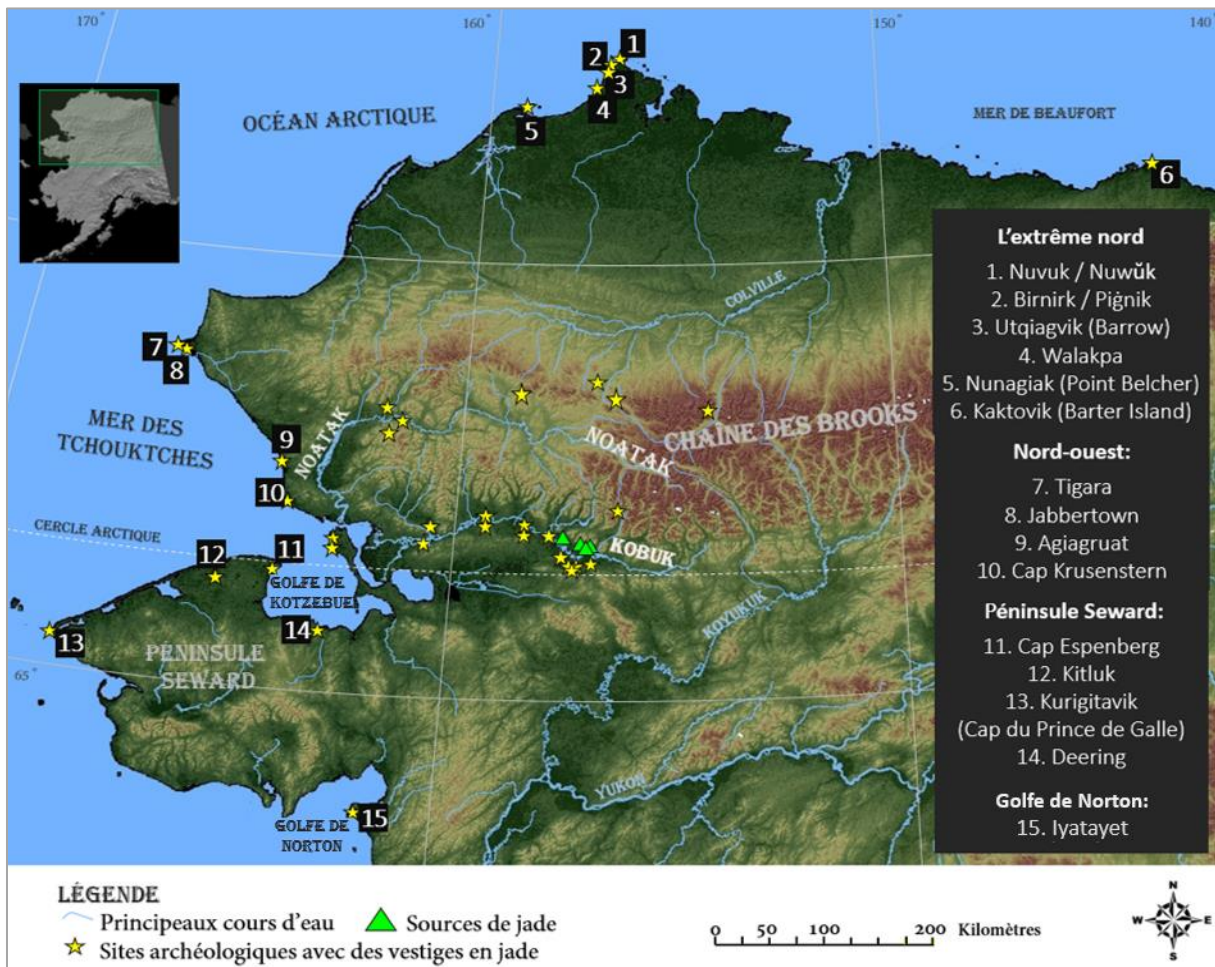 170°
160°
150°
140°
1
2
3
4
5
6
OCÉAN ARCTIQUE
MER DE BEAUFORT
L'extrême nord
1. Nuvuk / Nuwŭk
2. Birnirk / Piġnik
3. Utqiagvik (Barrow)
4. Walakpa
5. Nunagiak (Point Belcher)
6. Kaktovik (Barter Island)
Nord-ouest:
7. Tigara
8. Jabbertown
9. Agiagruat
10. Cap Krusenstern
Péninsule Seward:
11. Cap Espenberg
12. Kitluk
13. Kurigitavik
(Cap du Prince de Galle)
14. Deering
Golfe de Norton:
15. Iyatayet
COLVILLE
7
8
MER DES
TCHOUKTCHES
CHAÎNE DES BROOKS
NOATAK
NOATAK
9
10
CERCLE ARCTIQUE
KOBUK
11
12
GOLFE DE
KOTZEBUE
KOYUKUK
13
14
PÉNINSULE
SEWARD
65°
YUKON
15
GOLFE DE
NORTON
LÉGENDE
Principeaux cours d'eau
Sources de jade
Sites archéologiques avec des vestiges en jade
0 50 100 200 Kilomètres
N
W
E
S